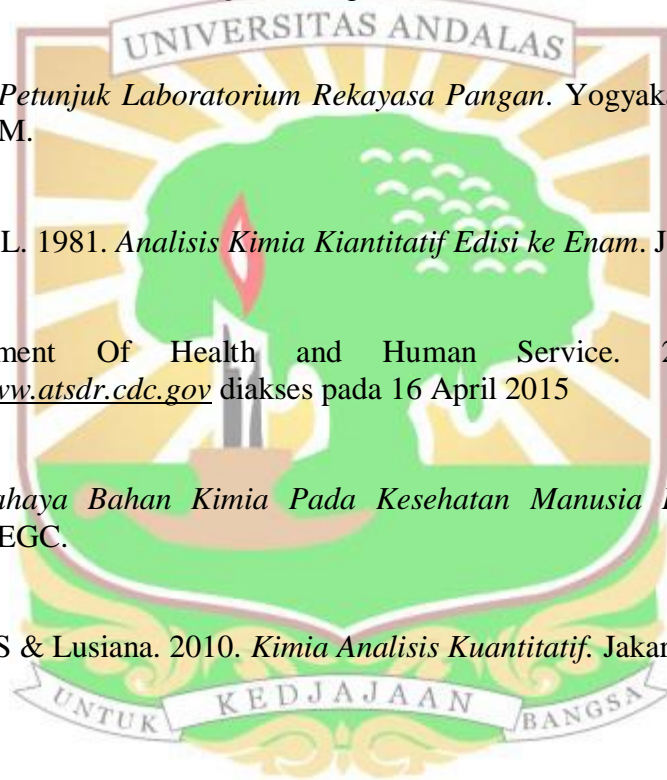 UNIVERSITAS ANDALAS
Petunjuk Laboratorium Rekayasa Pangan. Yogyaka
M.
L. 1981. Analisis Kimia Kiantitatif Edisi ke Enam. J
ment Of Health and Human Service. 2
ww.atsdr.cdc.gov diakses pada 16 April 2015
ahaya Bahan Kimia Pada Kesehatan Manusia
EGC.
S & Lusiana. 2010. Kimia Analisis Kuantitatif. Jakar
UNTUK KEDJAJAAN BANGSA